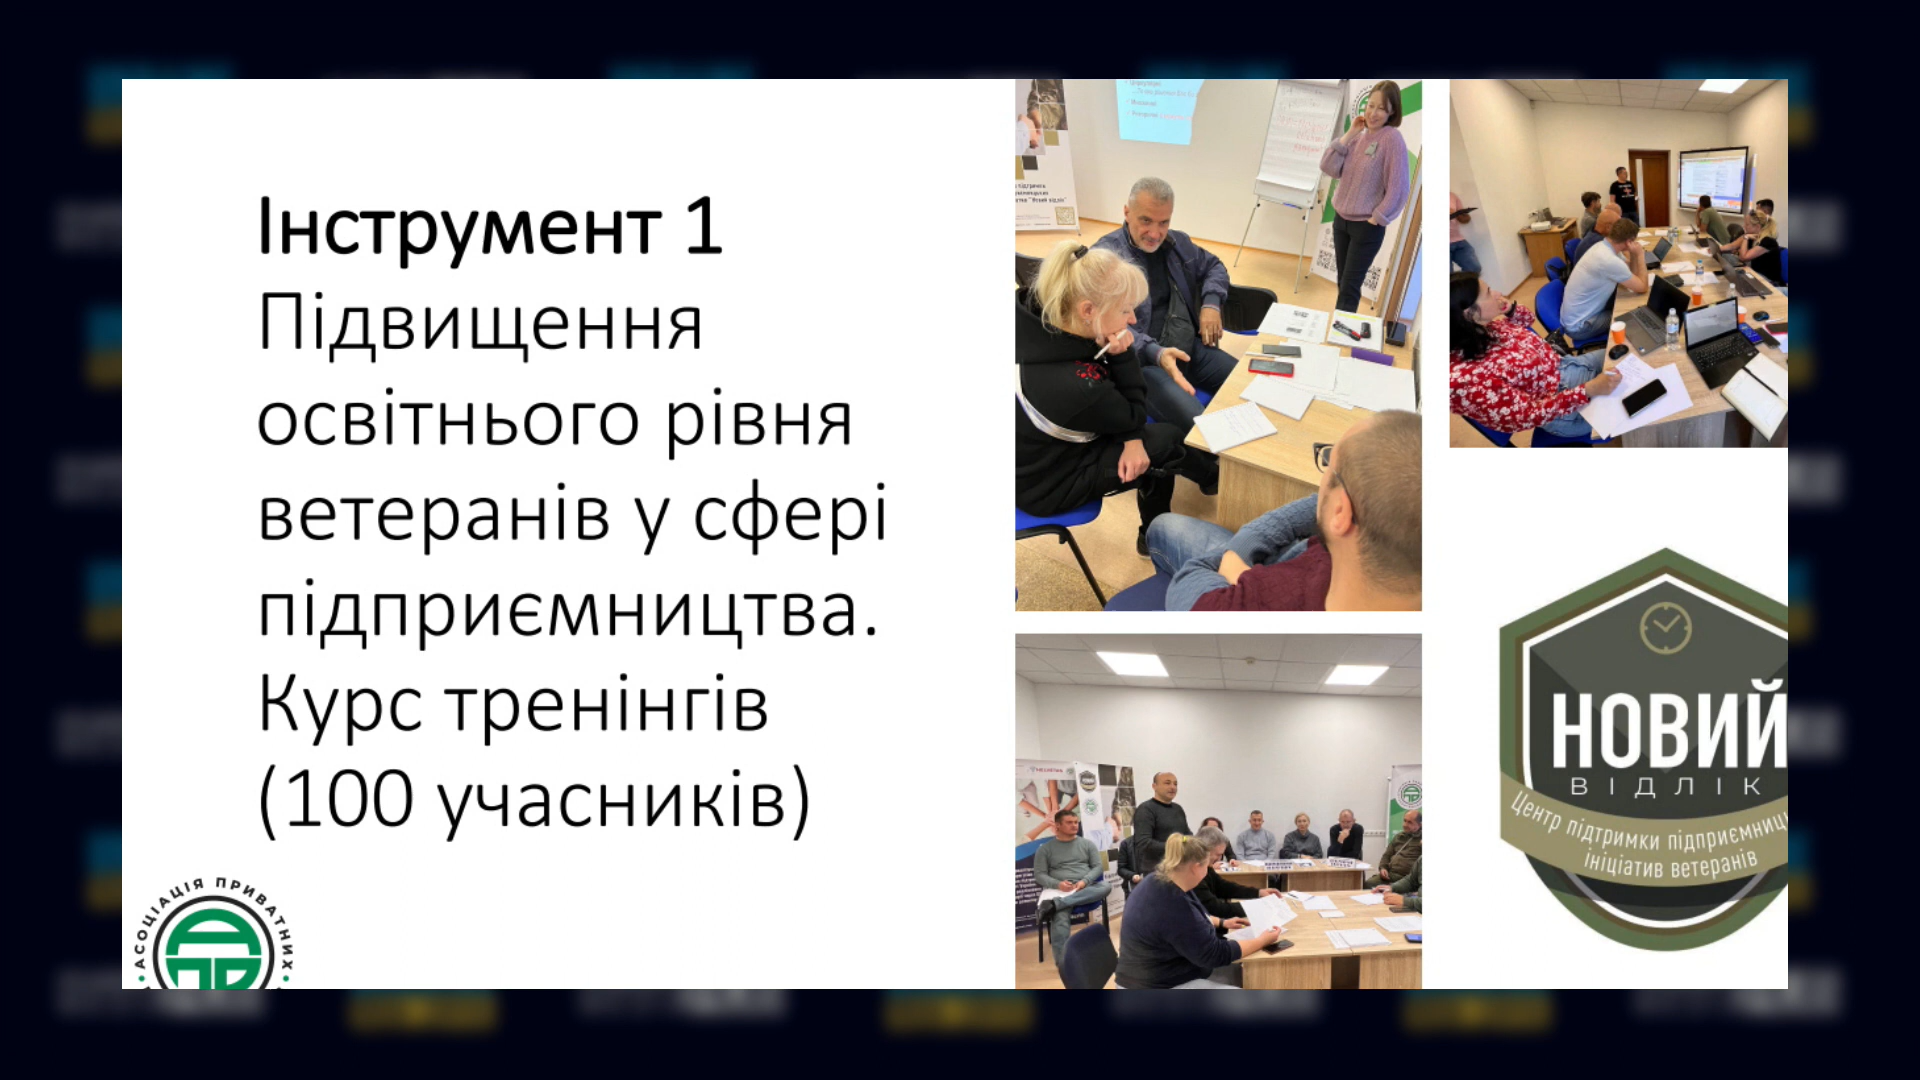 Інструмент 1
Підвищення
освітнього рівня
ветеранів у сфері
підприємництва.
Курс тренінгів
(100 учасників)
АСОЦІАЦІЯ ПРИВАТНИХ
НОВИЙ
ВІДЛІК
Центр підтримки
ініціатив ветеранів